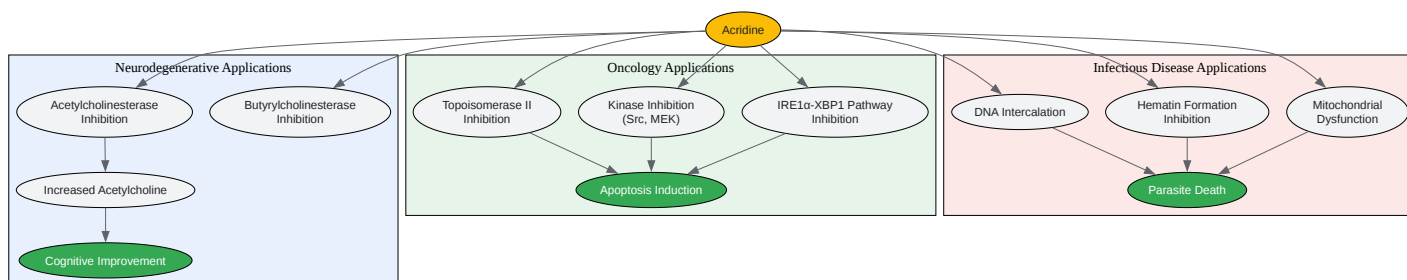 Acridine
Neurodegenerative Applications
Acetylcholinesterase
Inhibition
Butyrylcholinesterase
Inhibition
Increased Acetylcholine
Cognitive Improvement
Oncology Applications
Topoisomerase II
Inhibition
Kinase Inhibition
(Src, MEK)
IRE1α-XBP1 Pathway
Inhibition
Apoptosis Induction
Infectious Disease Applications
DNA Intercalation
Hematin Formation
Inhibition
Mitochondrial
Dysfunction
Parasite Death